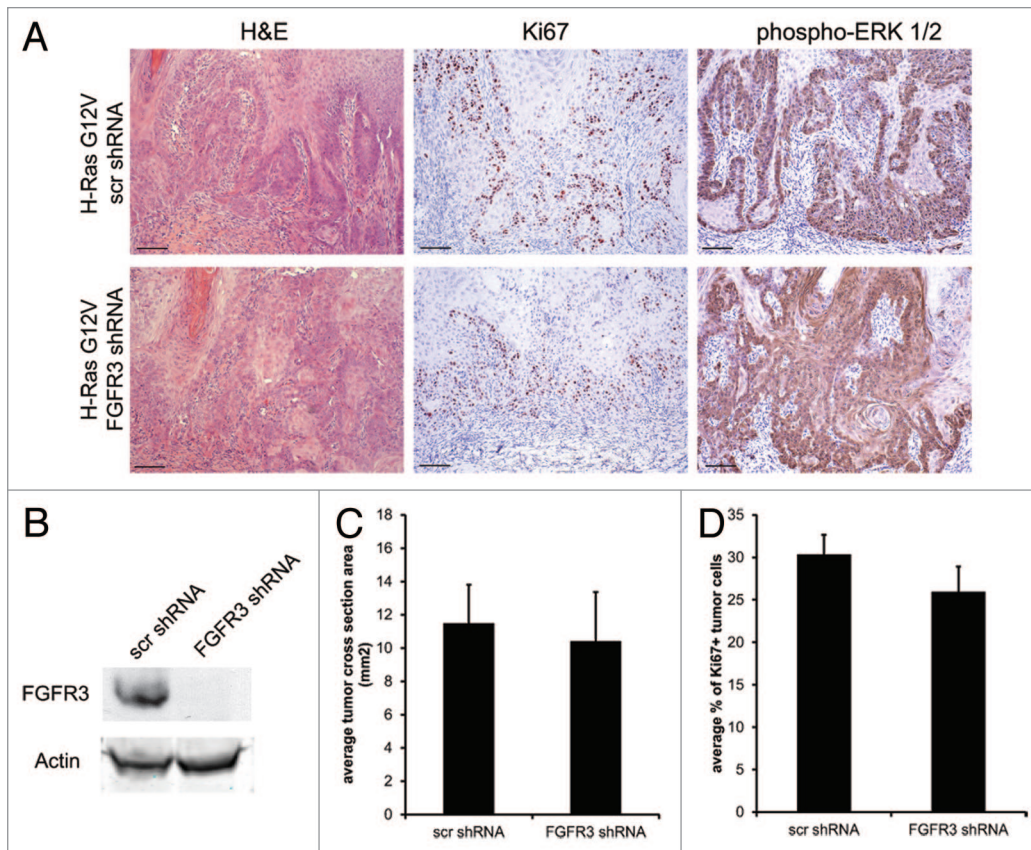 A
H&E
Ki67
phospho-ERK 1/2
H-Ras G12V
scr shRNA
H-Ras G12V
FGFR3 shRNA
B
scr shRNA
FGFR3 shRNA
FGFR3
Actin
C
average tumor cross section area
(mm2)
18
16
14
12
10
8
6
4
2
0
scr shRNA
FGFR3 shRNA
D
average % of Ki67+ tumor cells
35
30
25
20
15
10
5
0
scr shRNA
FGFR3 shRNA